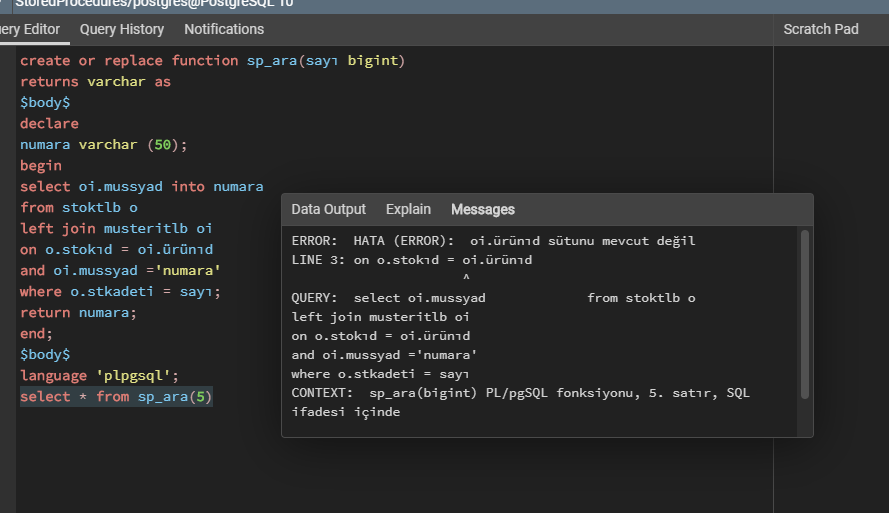 StoredProcedures/postgres@PostgreSQL 10
ery Editor Query History Notifications Scratch Pad
create or replace function sp_ara(sayı bigint)
returns varchar as
$body$
declare
numara varchar (50);
begin
select oi.mussyad into numara
from stoktlb o
left join musteritlb oi
on o.stokıd = oi.ürünıd
and oi.mussyad ='numara'
where o.stkadeti = sayı;
return numara;
end;
$body$
language 'plpgsql';
select * from sp_ara(5)
Data Output Explain Messages
ERROR: HATA (ERROR): oi.ürünıd sütunu mevcut değil
LINE 3: on o.stokıd = oi.ürünıd
^
QUERY: select oi.mussyad from stoktlb o
left join musteritlb oi
on o.stokıd = oi.ürünıd
and oi.mussyad ='numara'
where o.stkadeti = sayı
CONTEXT: sp_ara(bigint) PL/pgSQL fonksiyonu, 5. satır, SQL
ifadesi içinde